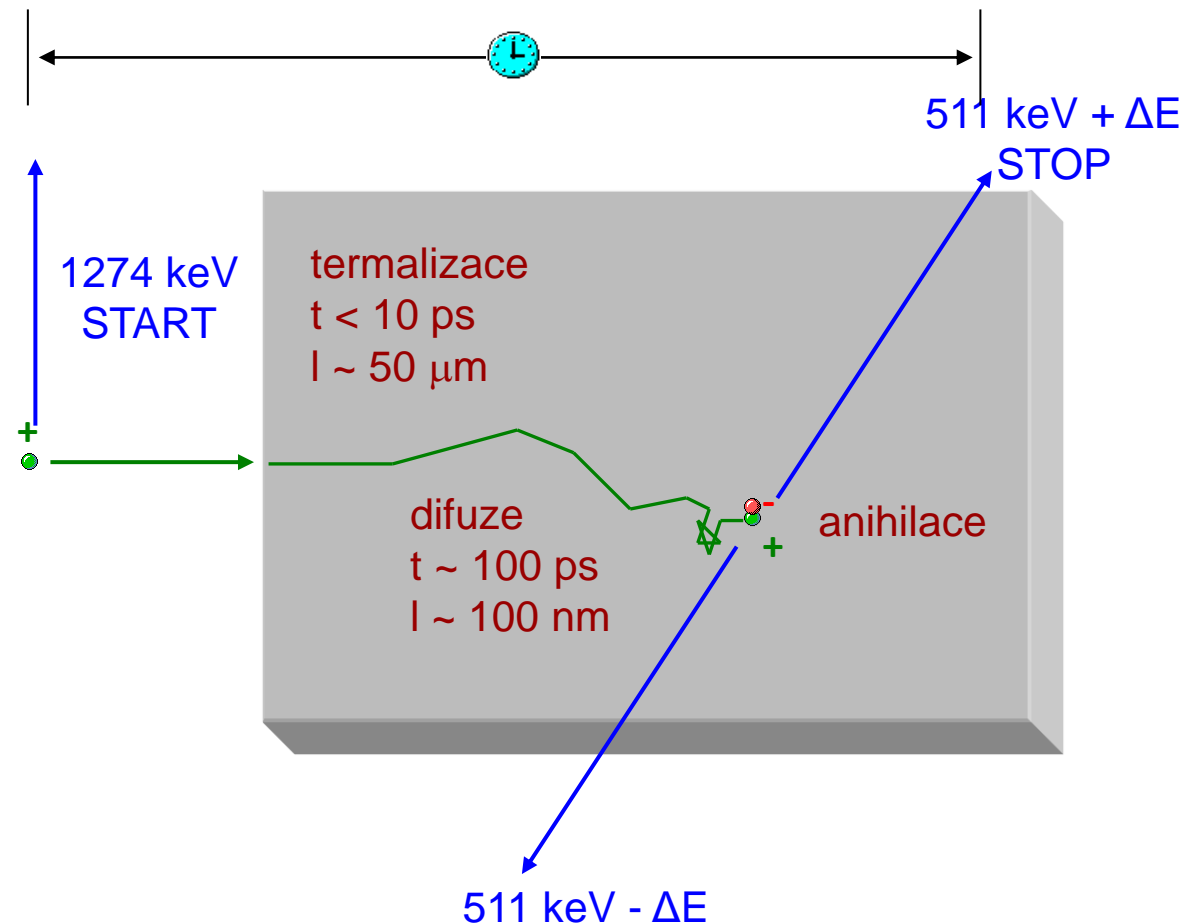 511 keV + ΔE
STOP
1274 keV
START
termalizace
t < 10 ps
l ~ 50 μm
+
difuze
t ~ 100 ps
l ~ 100 nm
-
+
anihilace
511 keV - ΔE